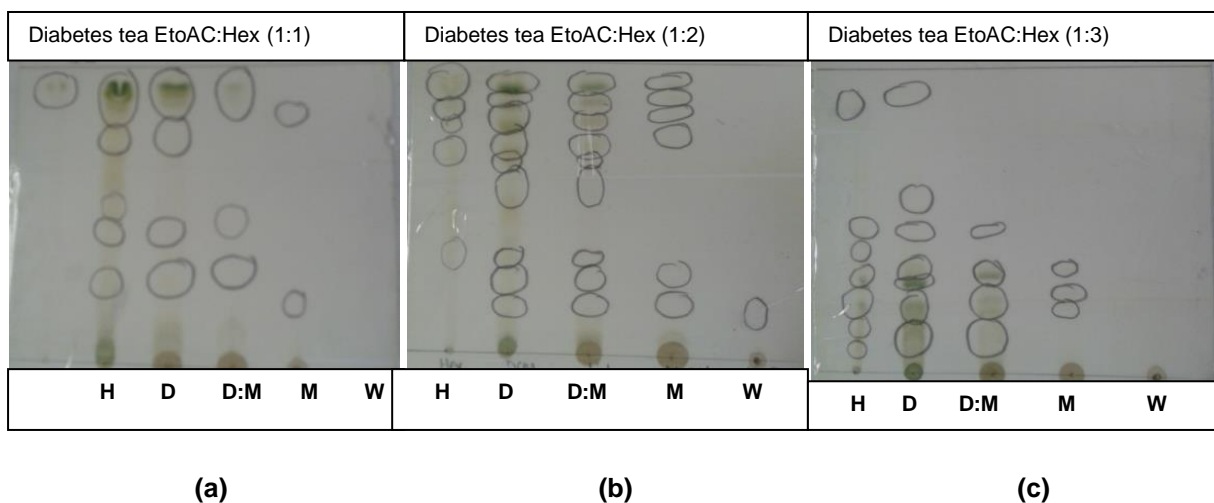 Diabetes tea EtoAC:Hex (1:1)
Diabetes tea EtoAC:Hex (1:2)
Diabetes tea EtoAC:Hex (1:3)
H D D:M M W
H D D:M M W
H D D:M M W
(a)
(b)
(c)